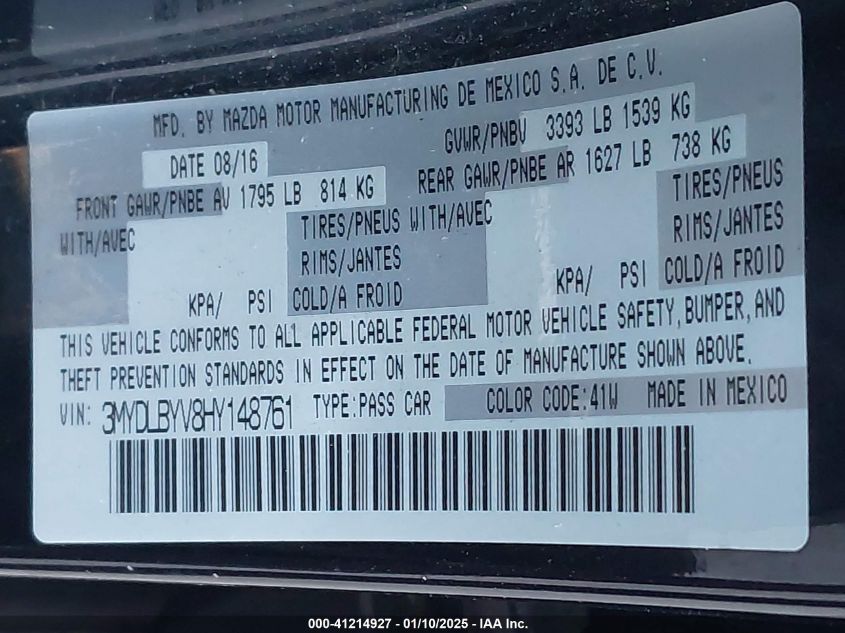 MFD. BY MAZDA MOTOR MANUFACTURING DE MEXICO S.A. DE C.V.
DATE 08/16 GVWR/PNBV 3393 LB 1539 KG
FRONT GAWR/PNBE AV 1795 LB 814 KG REAR GAWR/PNBE AR 1627 LB 738 KG
WITH/AVEC TIRES/PNEUS WITH/AVEC TIRES/PNEUS
RIMS/JANTES RIMS/JANTES
KPA/ PSI COLD/A FROID KPA/ PSI COLD/A FROID
THIS VEHICLE CONFORMS TO ALL APPLICABLE FEDERAL MOTOR VEHICLE SAFETY, BUMPER, AND
THEFT PREVENTION STANDARDS IN EFFECT ON THE DATE OF MANUFACTURE SHOWN ABOVE.
VIN: 3MYDLBYV8HY148761 TYPE:PASS CAR COLOR CODE:41W MADE IN MEXICO
000-41214927 - 01/10/2025 - IAA Inc.